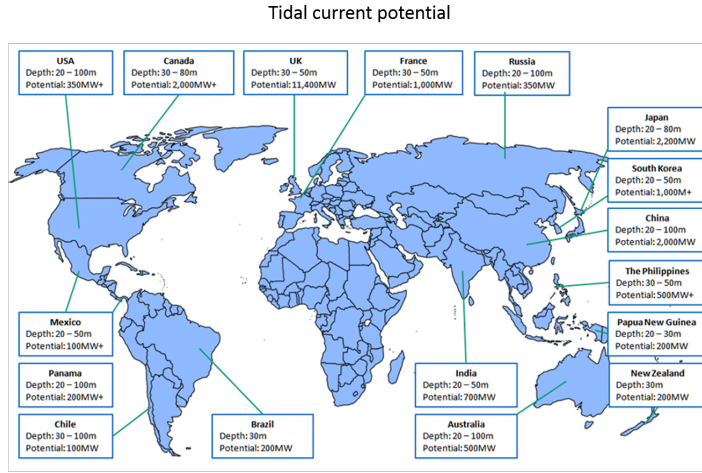 Tidal current potential
USA
Depth: 20 – 100m
Potential: 350MW+
Canada
Depth: 30 – 80m
Potential: 2,000MW+
UK
Depth: 30 – 50m
Potential: 11,400MW
France
Depth: 30 – 50m
Potential: 1,000MW
Russia
Depth: 20 – 100m
Potential: 350MW
Japan
Depth: 20 – 80m
Potential: 2,200MW
South Korea
Depth: 20 – 50m
Potential: 1,000M+
China
Depth: 20 – 100m
Potential: 2,000MW
The Philippines
Depth: 30 – 50m
Potential: 500MW+
Papua New Guinea
Depth: 20 – 30m
Potential: 200MW
New Zealand
Depth: 30m
Potential: 200MW
Mexico
Depth: 20 – 50m
Potential: 100MW+
Panama
Depth: 20 – 100m
Potential: 200MW+
Chile
Depth: 30 – 100m
Potential: 100MW
Brazil
Depth: 30m
Potential: 200MW
India
Depth: 20 – 50m
Potential: 700MW
Australia
Depth: 20 – 100m
Potential: 500MW